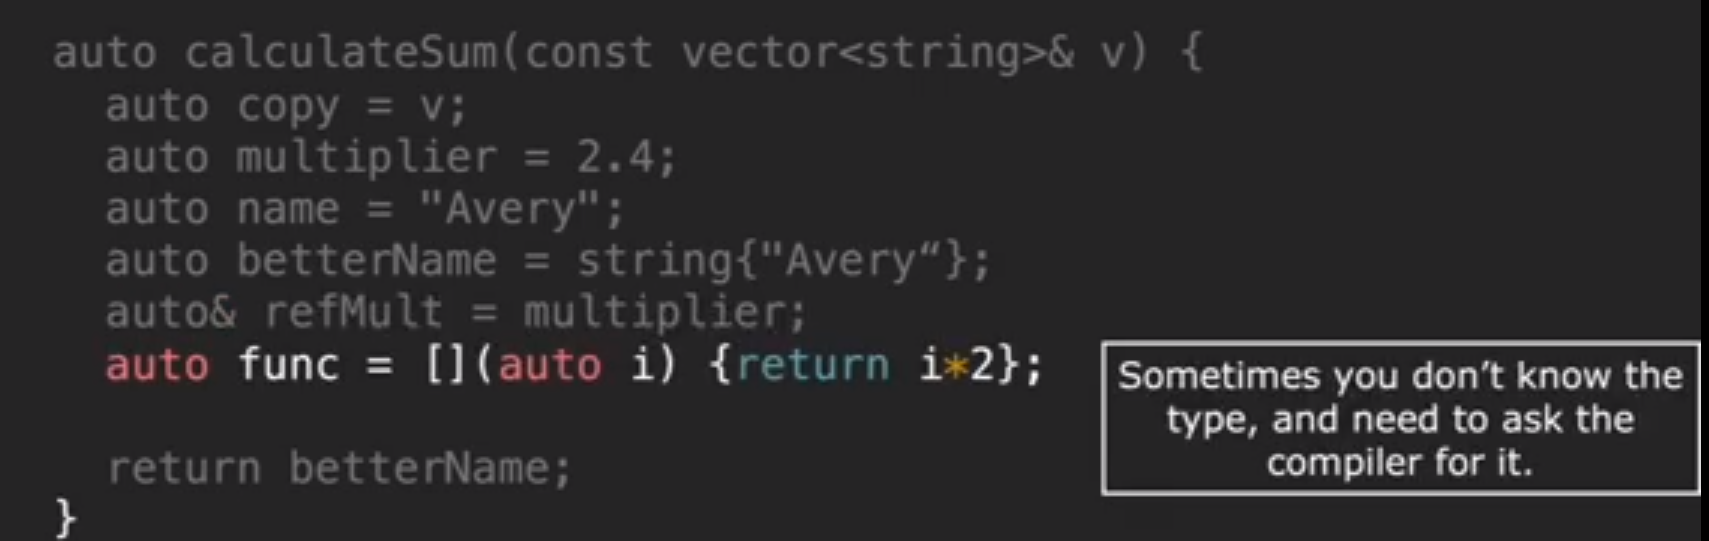 auto calculateSum(const vector<string>& v) {
auto copy = v;
auto multiplier = 2.4;
auto name = "Avery";
auto betterName = string{"Avery“};
auto& refMult = multiplier;
auto func = [](auto i) {return i*2};
Sometimes you don’t know the
type, and need to ask the
compiler for it.
return betterName;
}